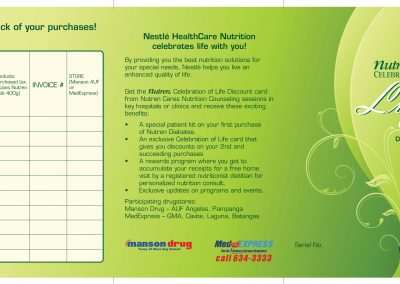 ck of your purchases!
oducts
urchased (ex.
INVOICE #
STORE
(Manson AUF
or
MedExpress)
Nestlé HealthCare Nutrition
celebrates life with you!
By providing you the best nutrition solutions for
your special needs, Nestlé helps you live an
enhanced quality of life.
Get the Nutren, Celebration of Life Discount card
from Nutren Cares Nutrition Counseling sessions in
key hospitals or clinics and receive these exciting
benefits:
• A special patient kit on your first purchase
of Nutren Diabetes.
• An exclusive Celebration of Life card that
gives you discounts on your 2nd and
succeeding purchases
• A rewards program where you get to
accumulate your receipts for a free home
visit by a registered nutritionist dietitian for
personalized nutrition consult.
• Exclusive updates on programs and events.
Participating drugstores:
Manson Drug – AUF Angeles, Pampanga
MedExpress – GMA, Cavite, Laguna, Batangas
manson drug
MedEXPRESS
call 634-3333
Serial No.
Nutren
CELEBRA